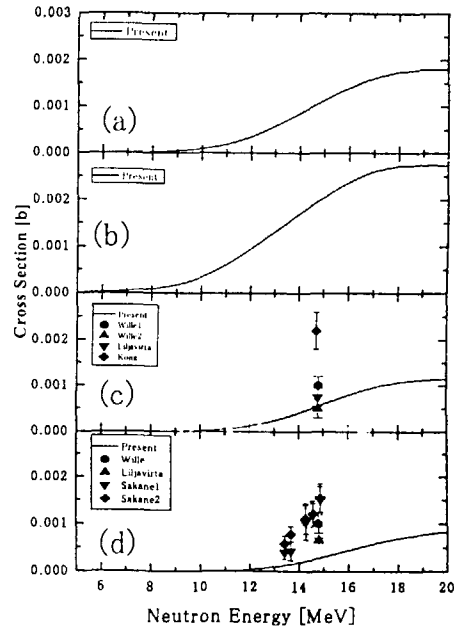 0.003
Present
0.002
0.001
(a)
0.000
Present
0.002
0.001
(b)
0.000
Present
Wille1
Wille2
Liljavirta
Kong
0.002
0.001
(c)
0.000
Present
Wille
Liljavirta
Sakane1
Sakane2
0.002
0.001
(d)
0.000
Cross Section [b]
6 8 10 12 14 16 18 20
Neutron Energy [MeV]